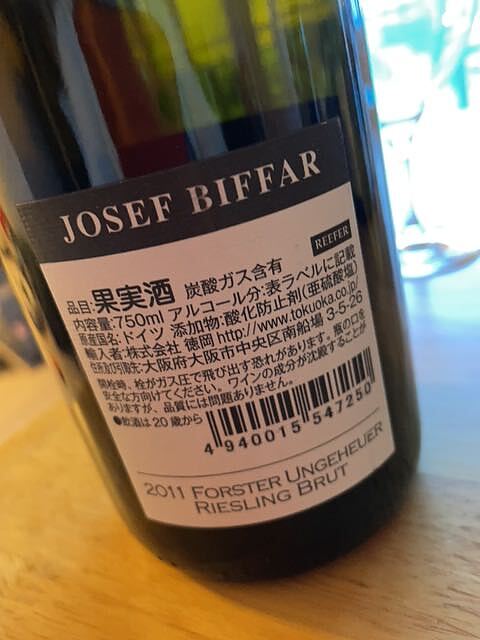 JOSEF BIFFAR
REEFER
品目:果実酒 炭酸ガス含有
内容量:750ml アルコール分:表ラベルに記載
原産国名:ドイツ 添加物:酸化防止剤(亜硫酸塩)
輸入者:株式会社 徳岡 http://www.tokuoka.co.jp/
住所及び引取先:大阪府大阪市中央区南船場 3-5-26
開栓時、栓がガス圧で飛び出す恐れがあります。瓶の口を
安全な方向けてください。ワインの成分が沈殿することが
ありますが、品質には問題ありません。
●飲酒は20歳から
4 940015 547250
2011 FORSTER UNGEHEUER
RIESLING BRUT